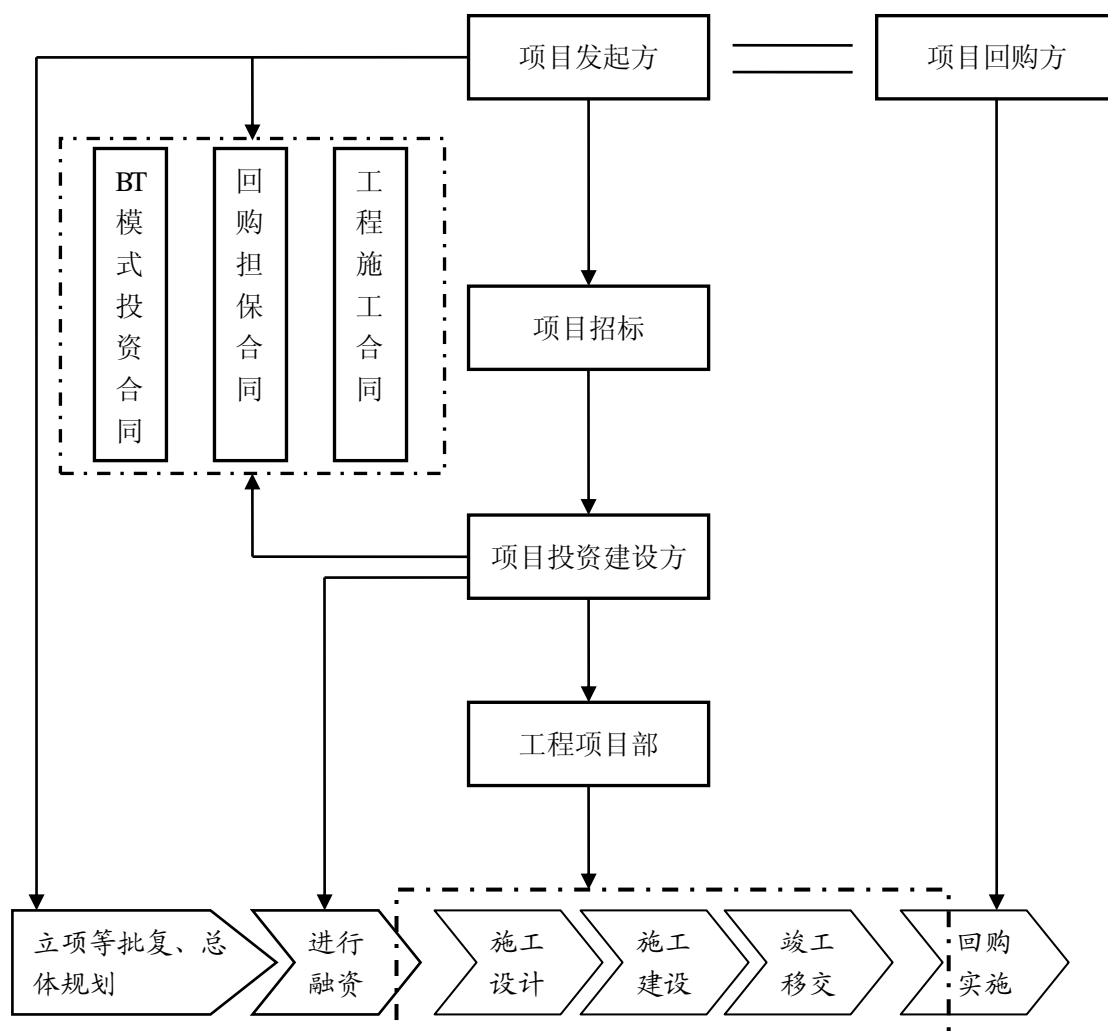 项目发起方
项目回购方
BT模式投资合同
回购担保合同
工程施工合同
项目招标
项目投资建设方
工程项目部
立项等批复、总
体规划
进行
融资
施工
设计
施工
建设
竣工
移交
回购
实施